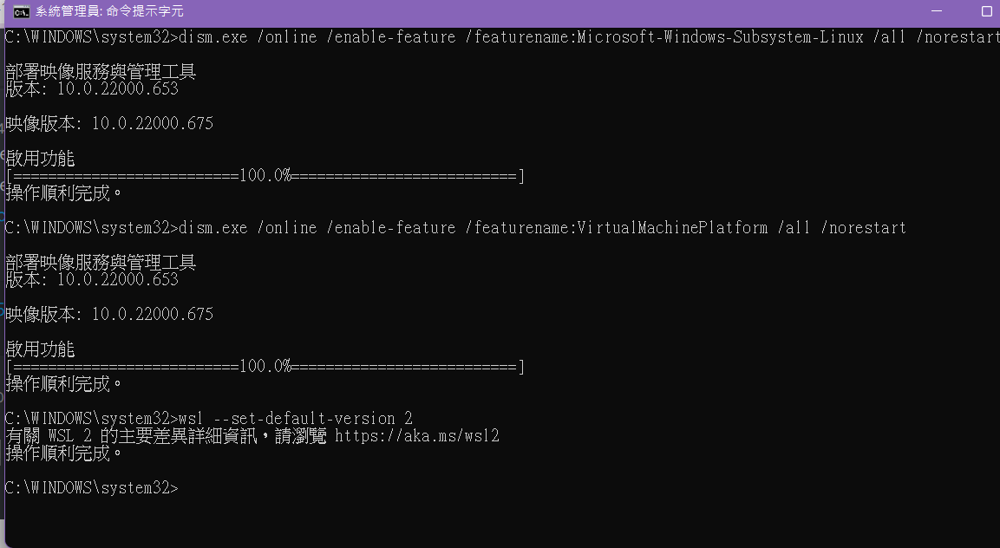 系統管理員: 命令提示字元
C:\WINDOWS\system32>dism.exe /online /enable-feature /featurename:Microsoft-Windows-Subsystem-Linux /all /norestart
部署映像服務與管理工具
版本: 10.0.22000.653
映像版本: 10.0.22000.675
啟用功能
[==========================100.0%==========================]
操作順利完成。
C:\WINDOWS\system32>dism.exe /online /enable-feature /featurename:VirtualMachinePlatform /all /norestart
部署映像服務與管理工具
版本: 10.0.22000.653
映像版本: 10.0.22000.675
啟用功能
[==========================100.0%==========================]
操作順利完成。
C:\WINDOWS\system32>wsl --set-default-version 2
有關 WSL 2 的主要差異詳細資訊，請瀏覽 https://aka.ms/wsl2
操作順利完成。
C:\WINDOWS\system32>